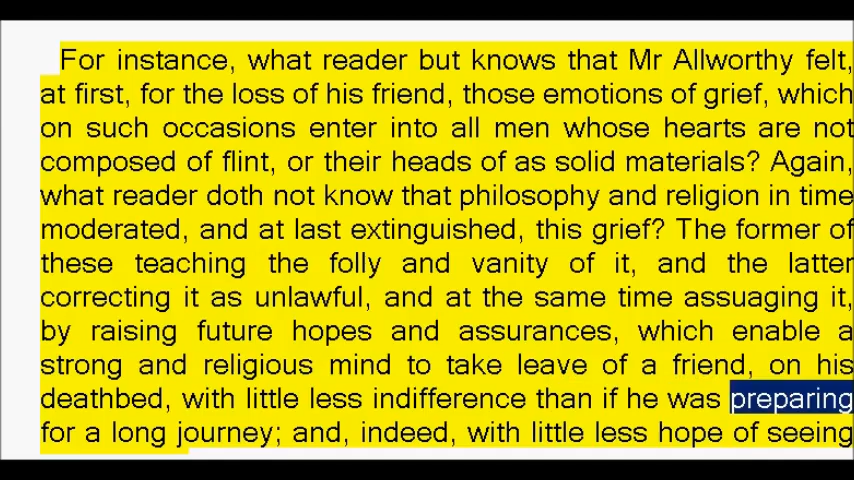 For instance, what reader but knows that Mr Allworthy felt,
at first, for the loss of his friend, those emotions of grief, which
on such occasions enter into all men whose hearts are not
composed of flint, or their heads of as solid materials? Again,
what reader doth not know that philosophy and religion in time
moderated, and at last extinguished, this grief? The former of
these teaching the folly and vanity of it, and the latter
correcting it as unlawful, and at the same time assuaging it,
by raising future hopes and assurances, which enable a
strong and religious mind to take leave of a friend, on his
deathbed, with little less indifference than if he was preparing
for a long journey; and, indeed, with little less hope of seeing